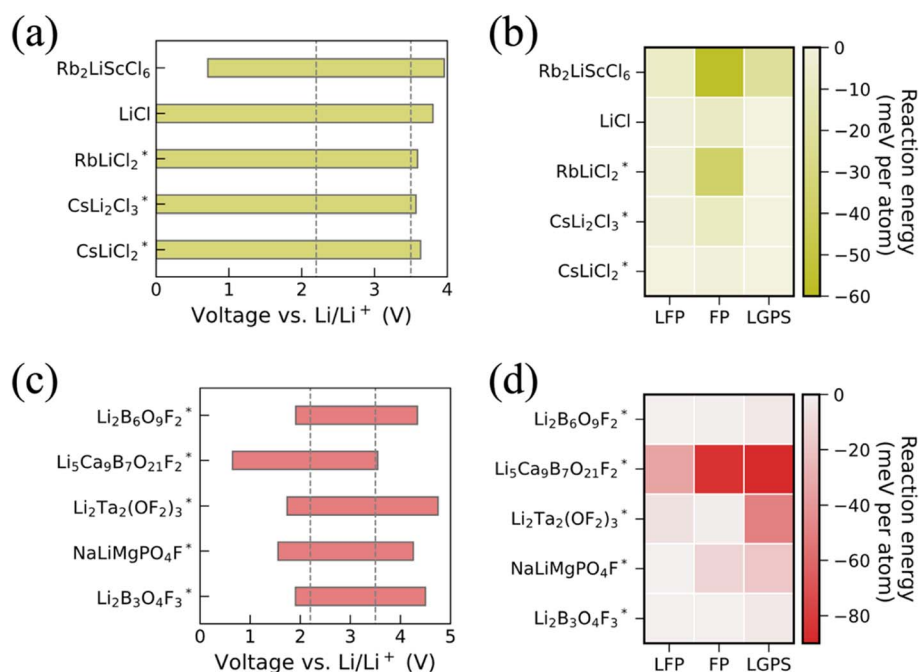 (a)
Rb₂LiScCl₆
LiCl
RbLiCl₂*
CsLi₂Cl₃*
CsLiCl₂*
0 1 2 3 4
Voltage vs. Li/Li⁺ (V)
(b)
Rb₂LiScCl₆
LiCl
RbLiCl₂*
CsLi₂Cl₃*
CsLiCl₂*
LFP FP LGPS
0
−10
−20
−30
−40
−50
−60
Reaction energy
(meV per atom)
(c)
Li₂B₆O₉F₂*
Li₅Ca₉B₇O₂₁F₂*
Li₂Ta₂(OF₂)₃*
NaLiMgPO₄F*
Li₂B₃O₄F₃*
0 1 2 3 4 5
Voltage vs. Li/Li⁺ (V)
(d)
Li₂B₆O₉F₂*
Li₅Ca₉B₇O₂₁F₂*
Li₂Ta₂(OF₂)₃*
NaLiMgPO₄F*
Li₂B₃O₄F₃*
LFP FP LGPS
0
−20
−40
−60
−80
Reaction energy
(meV per atom)